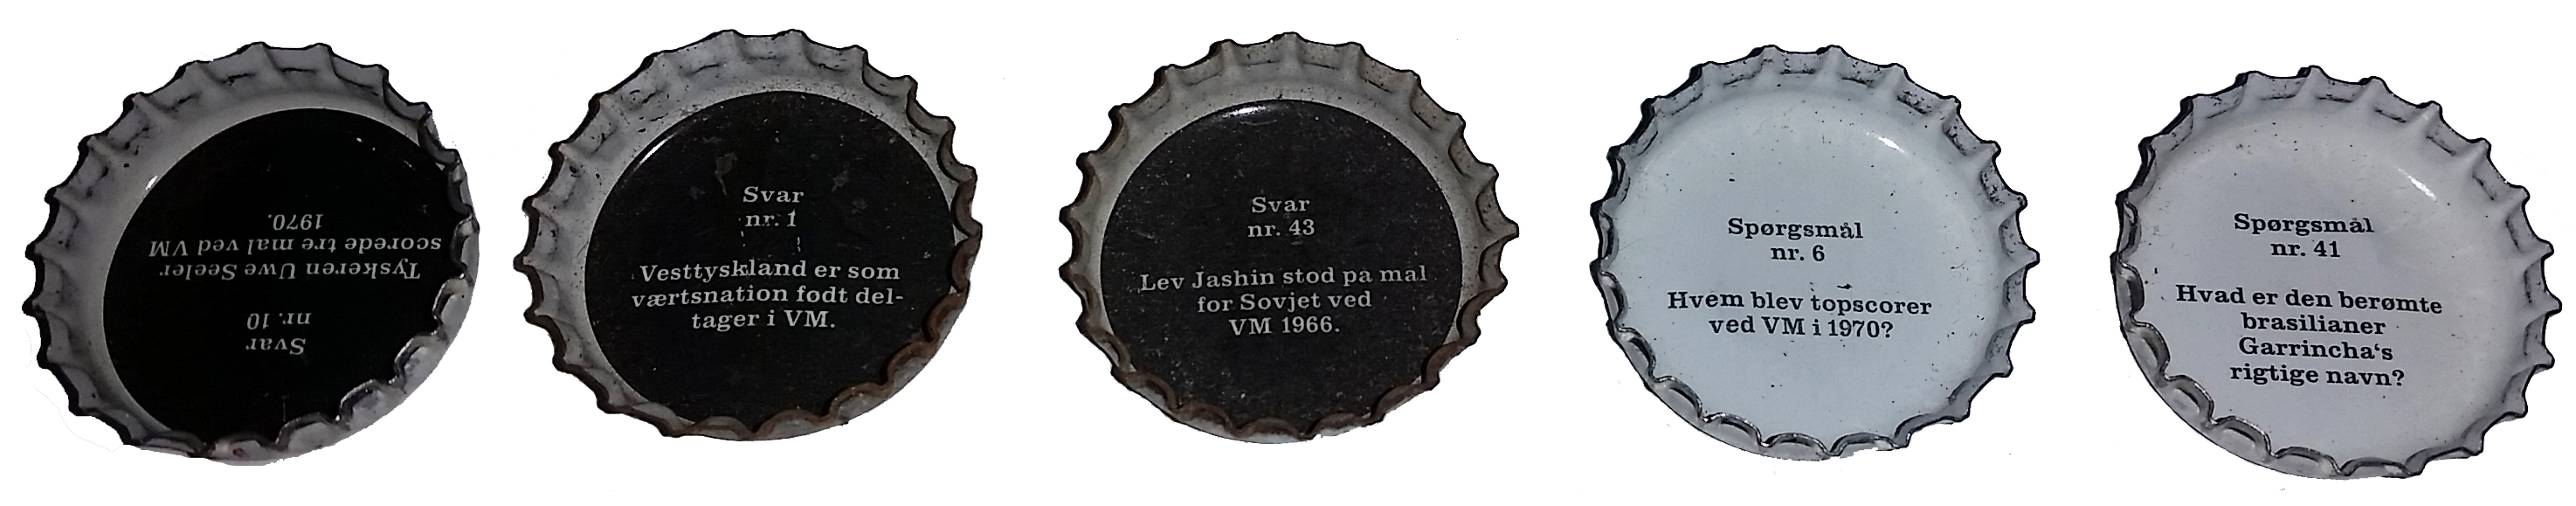 Svar
nr. 10
Tyskeren Uwe Seeler
scorede tre mal ved VM
1970.
Svar
nr. 1
Vesttyskland er som
værtsnation født del-
tager i VM.
Svar
nr. 43
Lev Jashin stod pa mal
for Sovjet ved
VM 1966.
Spørgsmål
nr. 6
Hvem blev topscorer
ved VM i 1970?
Spørgsmål
nr. 41
Hvad er den berømte
brasilianer
Garrincha‘s
rigtige navn?